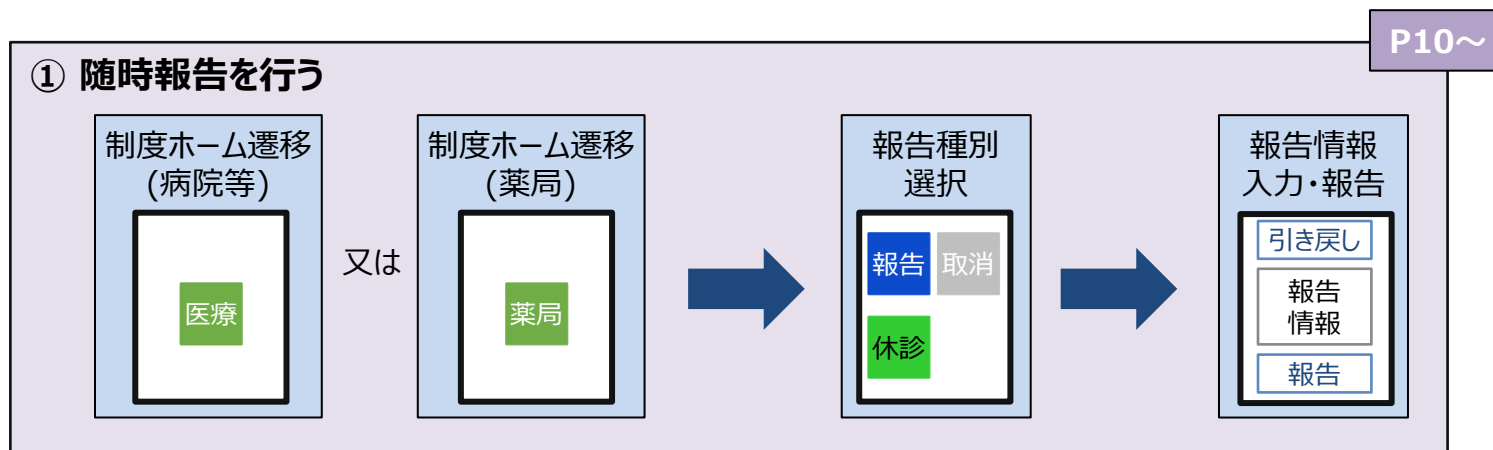 P10～
① 随時報告を行う
制度ホーム遷移
(病院等)
医療
又は
制度ホーム遷移
(薬局)
薬局
報告種別
選択
報告
取消
休診
報告情報
入力・報告
引き戻し
報告
情報
報告